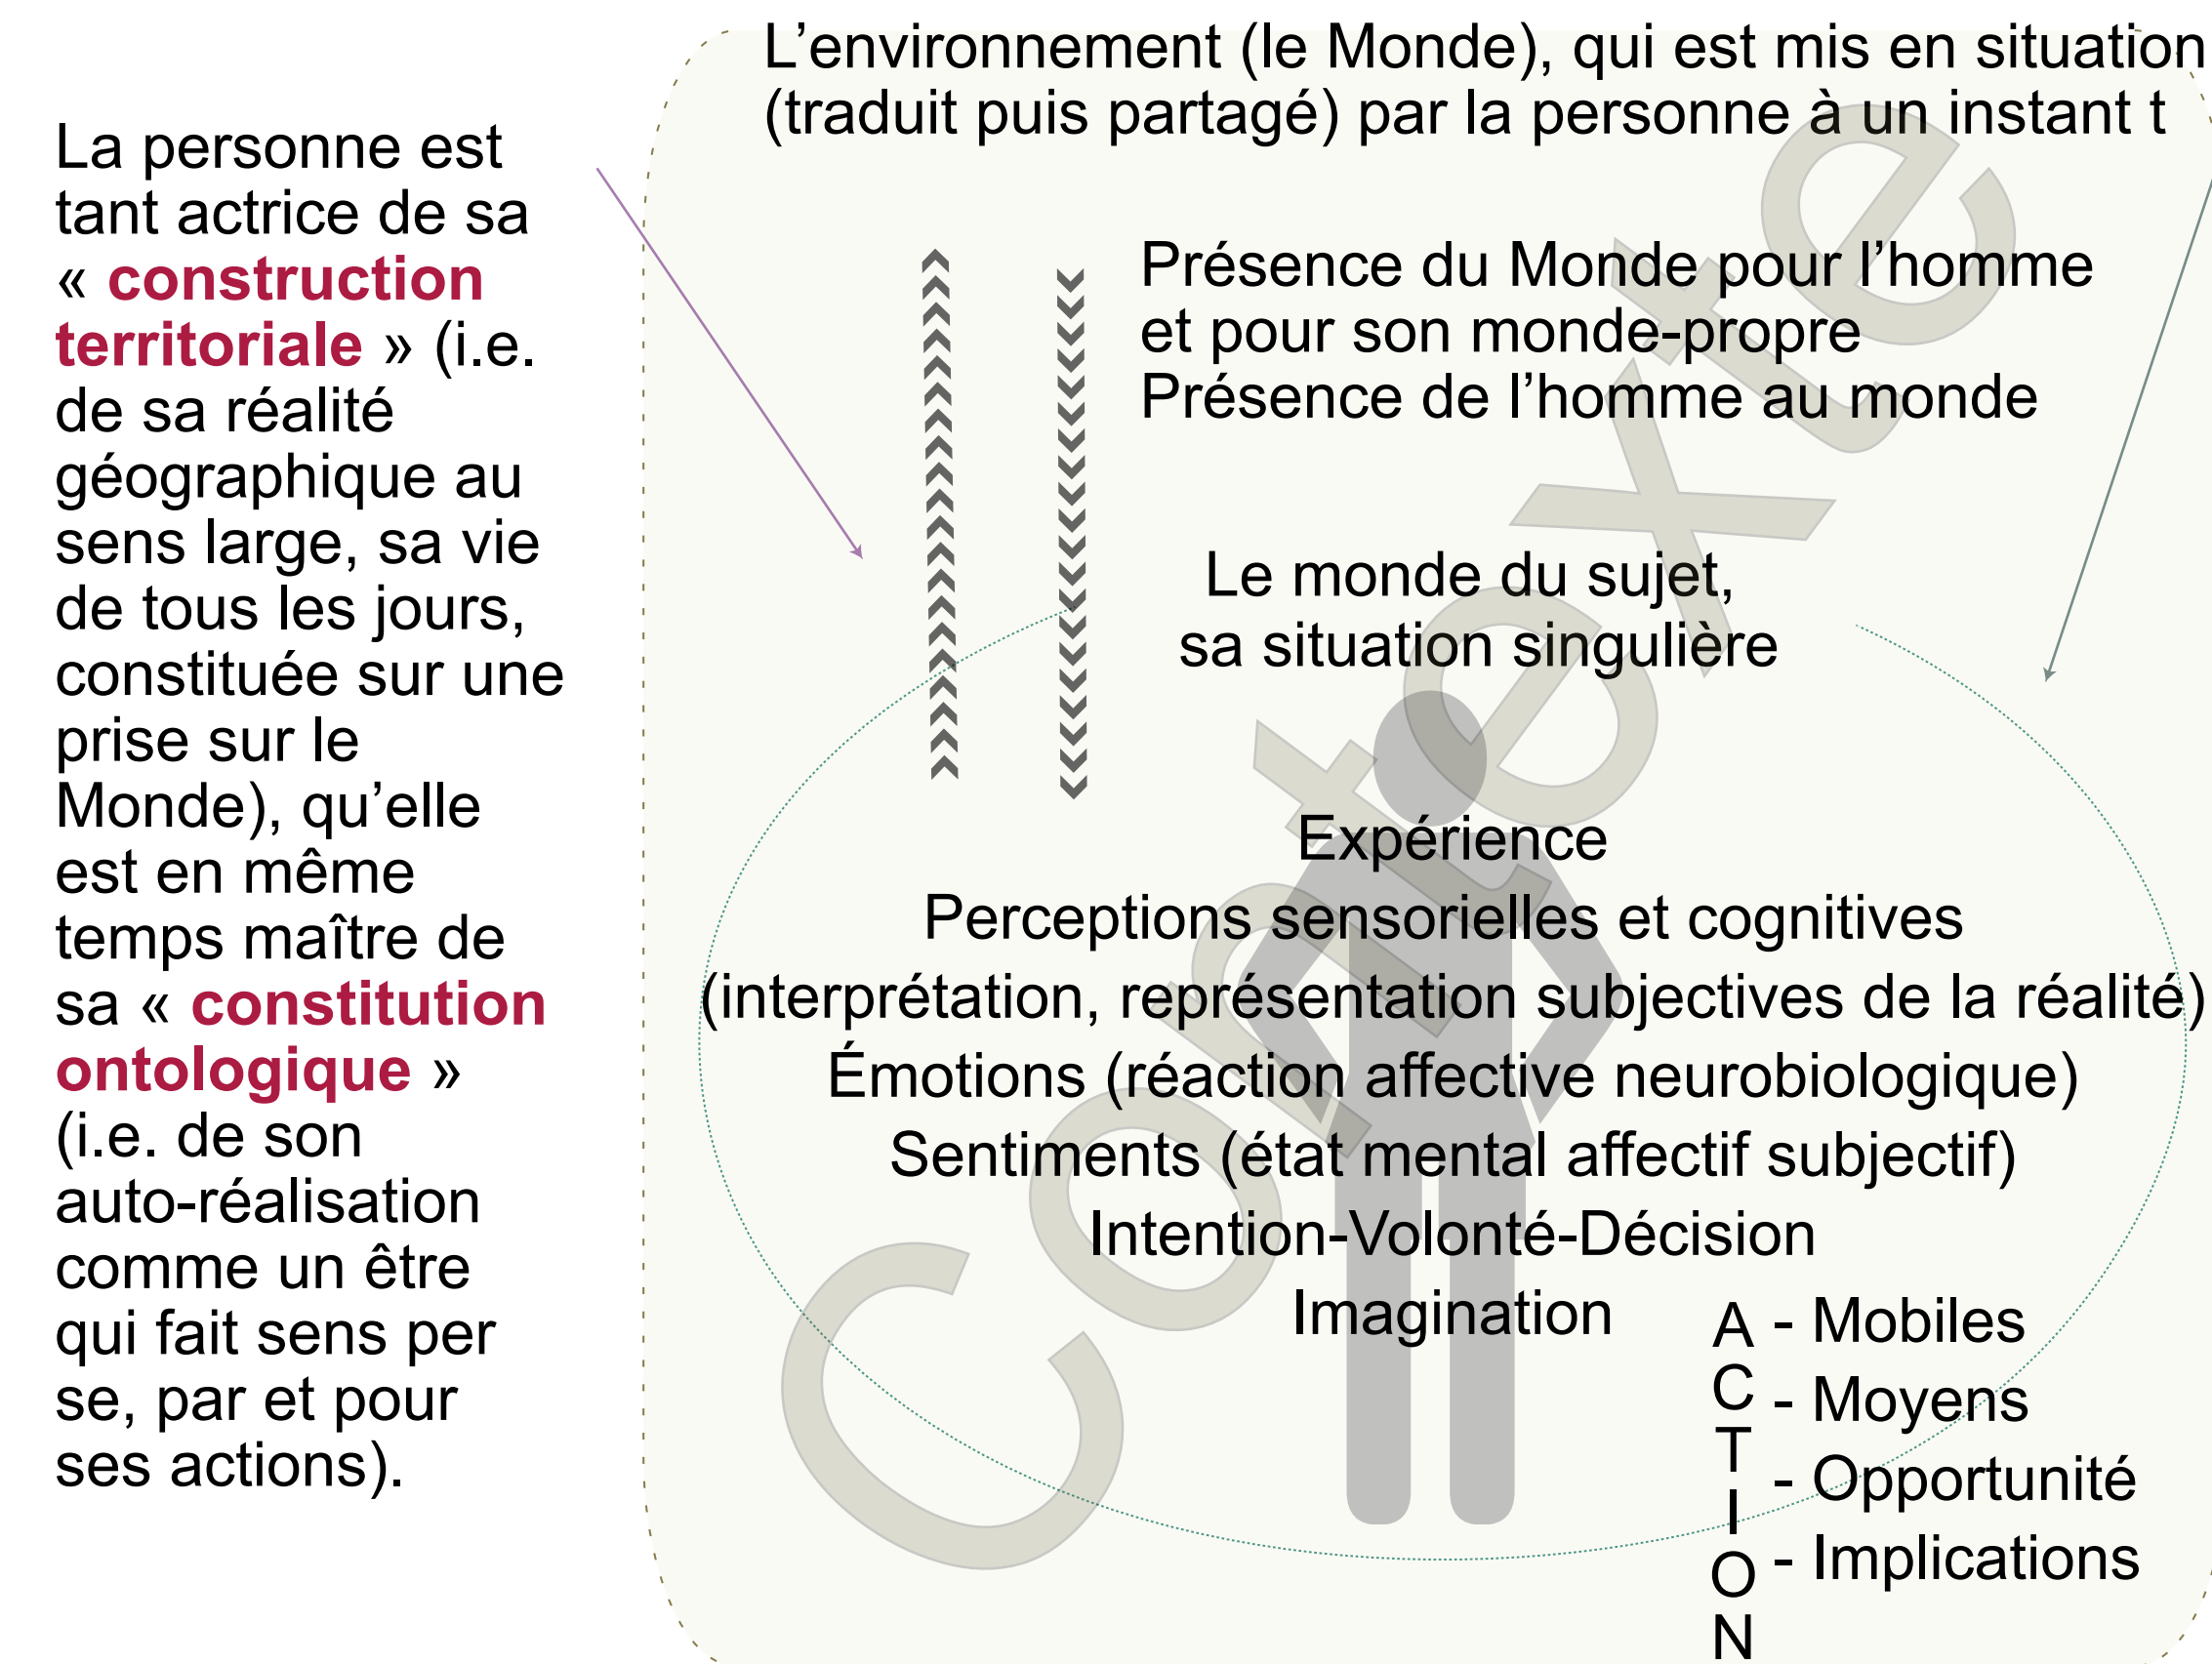 L’environnement (le Monde), qui est mis en situation
(traduit puis partagé) par la personne à un instant t
La personne est
tant actrice de sa
« construction
territoriale » (i.e.
de sa réalité
géographique au
sens large, sa vie
de tous les jours,
constituée sur une
prise sur le
Monde), qu’elle
est en même
temps maître de
sa « constitution
ontologique »
(i.e. de son
auto-réalisation
comme un être
qui fait sens per
se, par et pour
ses actions).
Présence du Monde pour l’homme
et pour son monde-propre
Présence de l’homme au monde
Le monde du sujet,
sa situation singulière
Expérience
Perceptions sensorielles et cognitives
(interprétation, représentation subjectives de la réalité)
Émotions (réaction affective neurobiologique)
Sentiments (état mental affectif subjectif)
Intention-Volonté-Décision
Imagination
ACTION
- Mobiles
- Moyens
- Opportunité
- Implications
Contexte